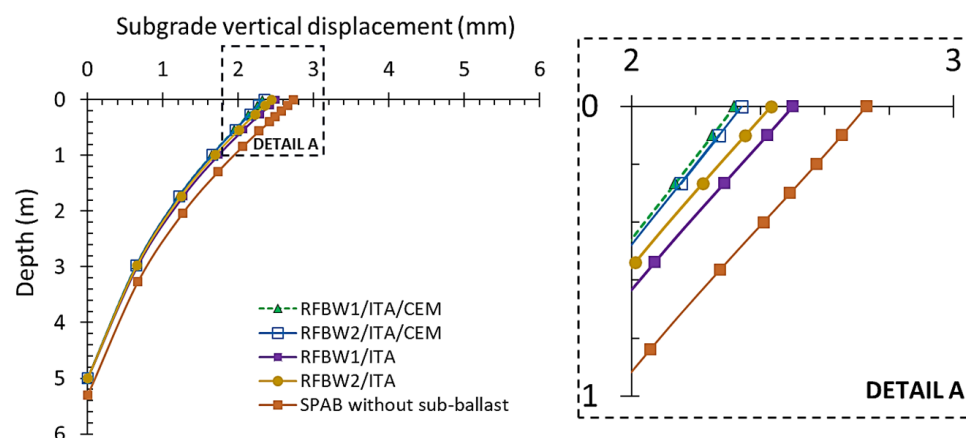 Subgrade vertical displacement (mm)
0 1 2 3 4 5 6
0
1
2
3
4
5
6
Depth (m)
DETAIL A
RFBW1/ITA/CEM
RFBW2/ITA/CEM
RFBW1/ITA
RFBW2/ITA
SPAB without sub-ballast
2 3
0
1
DETAIL A